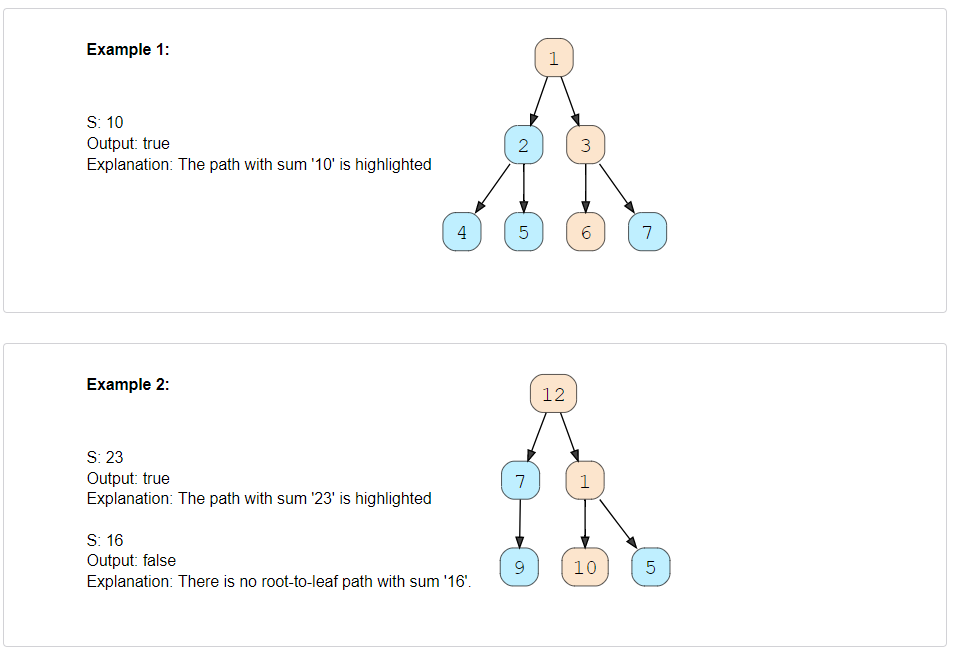 Example 1:
1
S: 10
Output: true
2 3
Explanation: The path with sum '10' is highlighted
4 5 6 7
Example 2:
12
S: 23
Output: true
7 1
Explanation: The path with sum '23' is highlighted
S: 16
Output: false
9 10 5
Explanation: There is no root-to-leaf path with sum '16'.